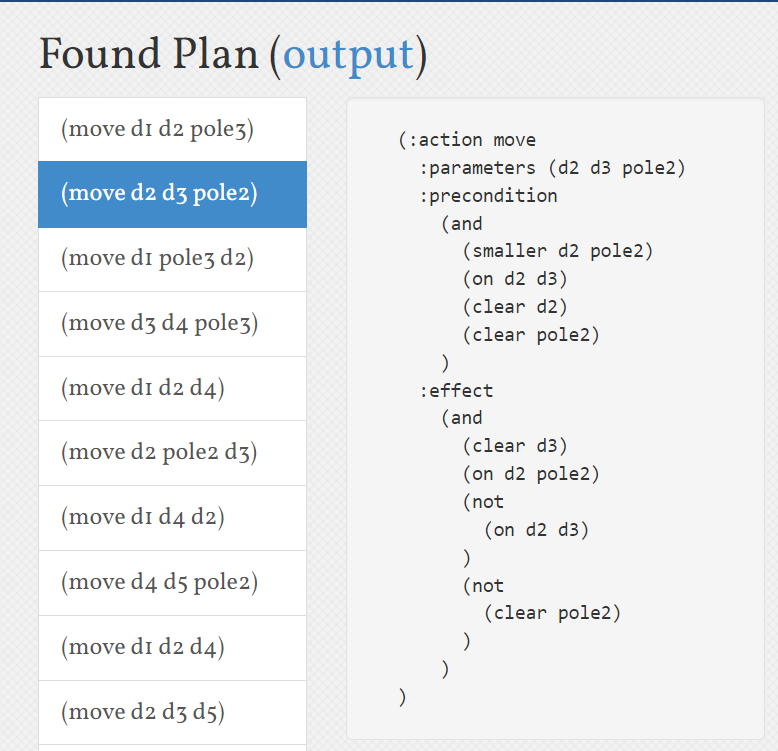 Found Plan (output)
(move d1 d2 pole3)
(move d2 d3 pole2)
(move d1 pole3 d2)
(move d3 d4 pole3)
(move d1 d2 d4)
(move d2 pole2 d3)
(move d1 d4 d2)
(move d4 d5 pole2)
(move d1 d2 d4)
(move d2 d3 d5)
(:action move
  :parameters (d2 d3 pole2)
  :precondition
    (and
      (smaller d2 pole2)
      (on d2 d3)
      (clear d2)
      (clear pole2)
    )
  :effect
    (and
      (clear d3)
      (on d2 pole2)
      (not
        (on d2 d3)
      )
      (not
        (clear pole2)
      )
    )
)